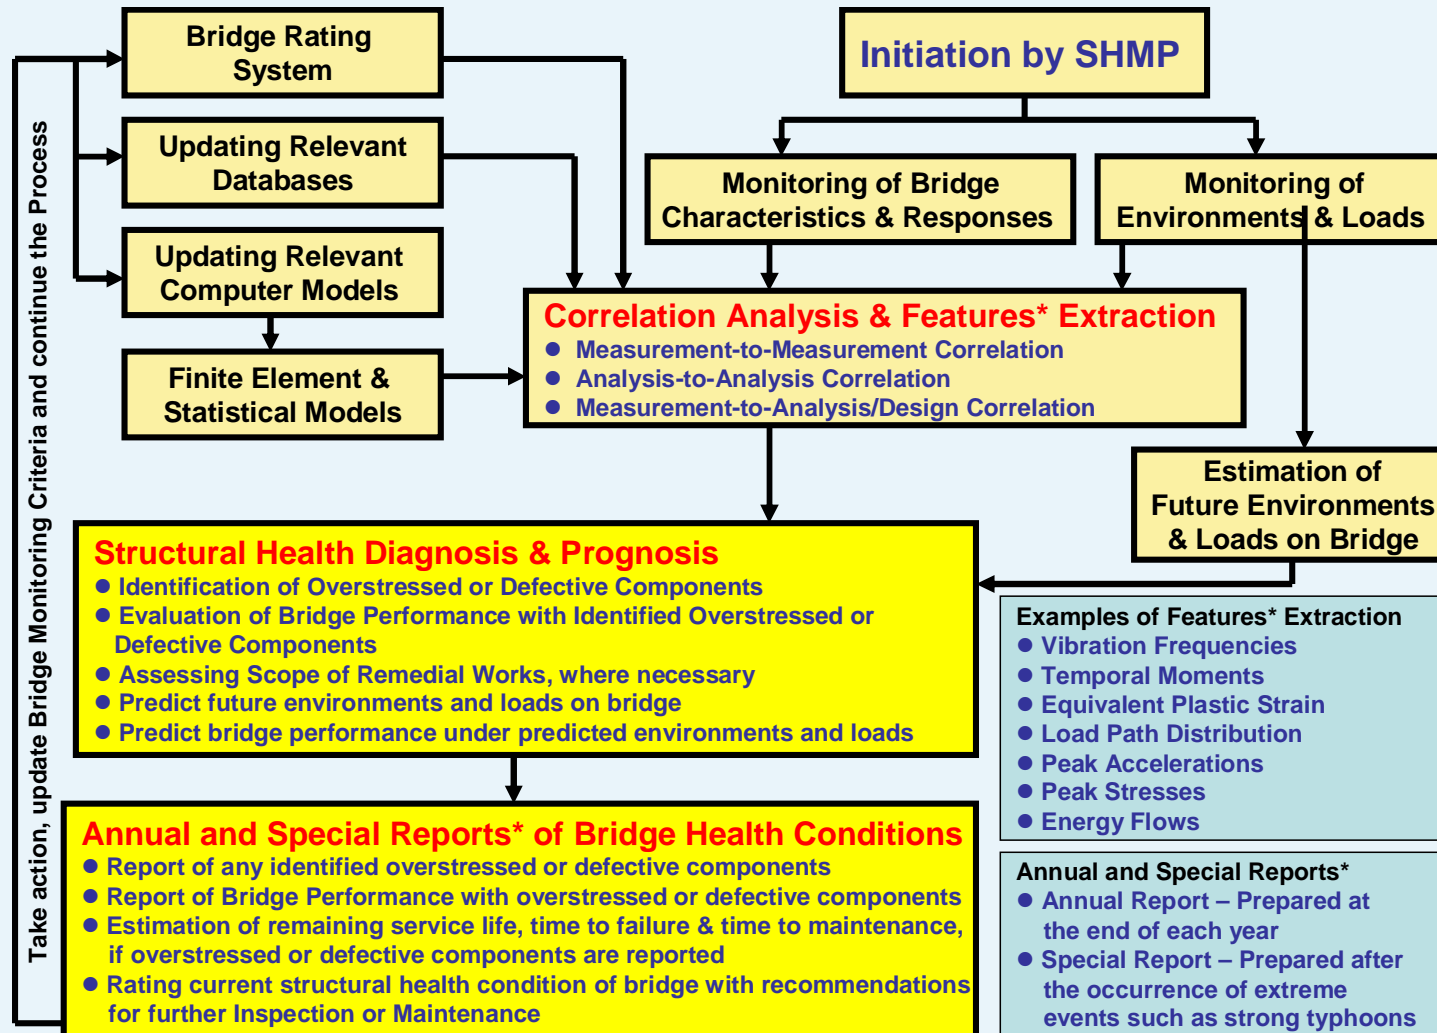 Take action, update Bridge Monitoring Criteria and continue the Process
Bridge Rating
System
Updating Relevant
Databases
Updating Relevant
Computer Models
Finite Element &
Statistical Models
Initiation by SHMP
Monitoring of Bridge
Characteristics & Responses
Monitoring of
Environments & Loads
Correlation Analysis & Features* Extraction
● Measurement-to-Measurement Correlation
● Analysis-to-Analysis Correlation
● Measurement-to-Analysis/Design Correlation
Estimation of
Future Environments
& Loads on Bridge
Structural Health Diagnosis & Prognosis
● Identification of Overstressed or Defective Components
● Evaluation of Bridge Performance with Identified Overstressed or
Defective Components
● Assessing Scope of Remedial Works, where necessary
● Predict future environments and loads on bridge
● Predict bridge performance under predicted environments and loads
Annual and Special Reports* of Bridge Health Conditions
● Report of any identified overstressed or defective components
● Report of Bridge Performance with overstressed or defective components
● Estimation of remaining service life, time to failure & time to maintenance,
if overstressed or defective components are reported
● Rating current structural health condition of bridge with recommendations
for further Inspection or Maintenance
Examples of Features* Extraction
● Vibration Frequencies
● Temporal Moments
● Equivalent Plastic Strain
● Load Path Distribution
● Peak Accelerations
● Peak Stresses
● Energy Flows
Annual and Special Reports*
● Annual Report – Prepared at
the end of each year
● Special Report – Prepared after
the occurrence of extreme
events such as strong typhoons